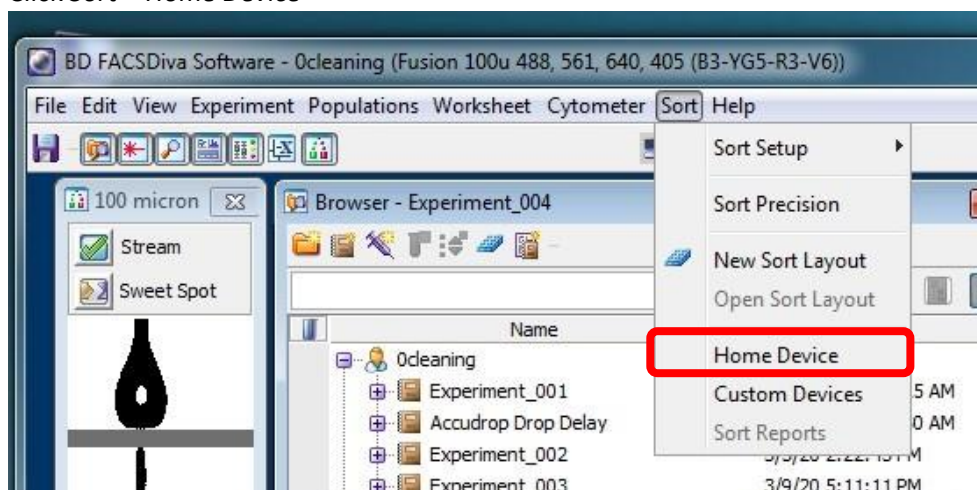 BD FACSDiva Software - 0cleaning (Fusion 100u 488, 561, 640, 405 (B3-YG5-R3-V6))
File Edit View Experiment Populations Worksheet Cytometer Sort Help
Sort Setup
Sort Precision
New Sort Layout
Open Sort Layout
Home Device
Custom Devices
Sort Reports
100 micron
Stream
Sweet Spot
Browser - Experiment_004
Name
0cleaning
Experiment_001 5 AM
Accudrop Drop Delay 0 AM
Experiment_002
Experiment_003 3/9/20 5:11:11 PM